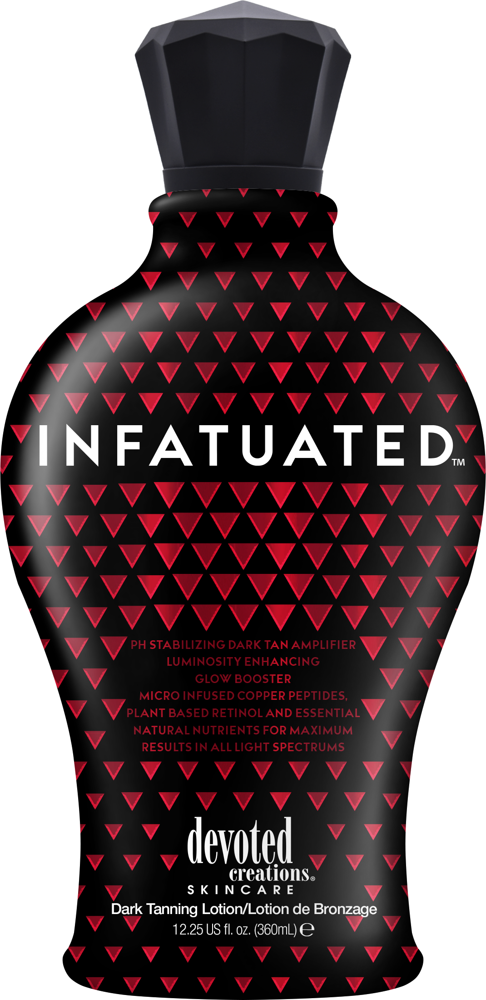 INFATUATED™
PH STABILIZING DARK TAN AMPLIFIER
LUMINOSITY ENHANCING
GLOW BOOSTER
MICRO INFUSED COPPER PEPTIDES,
PLANT BASED RETINOL AND ESSENTIAL
NATURAL NUTRIENTS FOR MAXIMUM
RESULTS IN ALL LIGHT SPECTRUMS
devoted
creations®
SKINCARE
Dark Tanning Lotion/Lotion de Bronzage
12.25 US fl. oz. (360mL) ℮